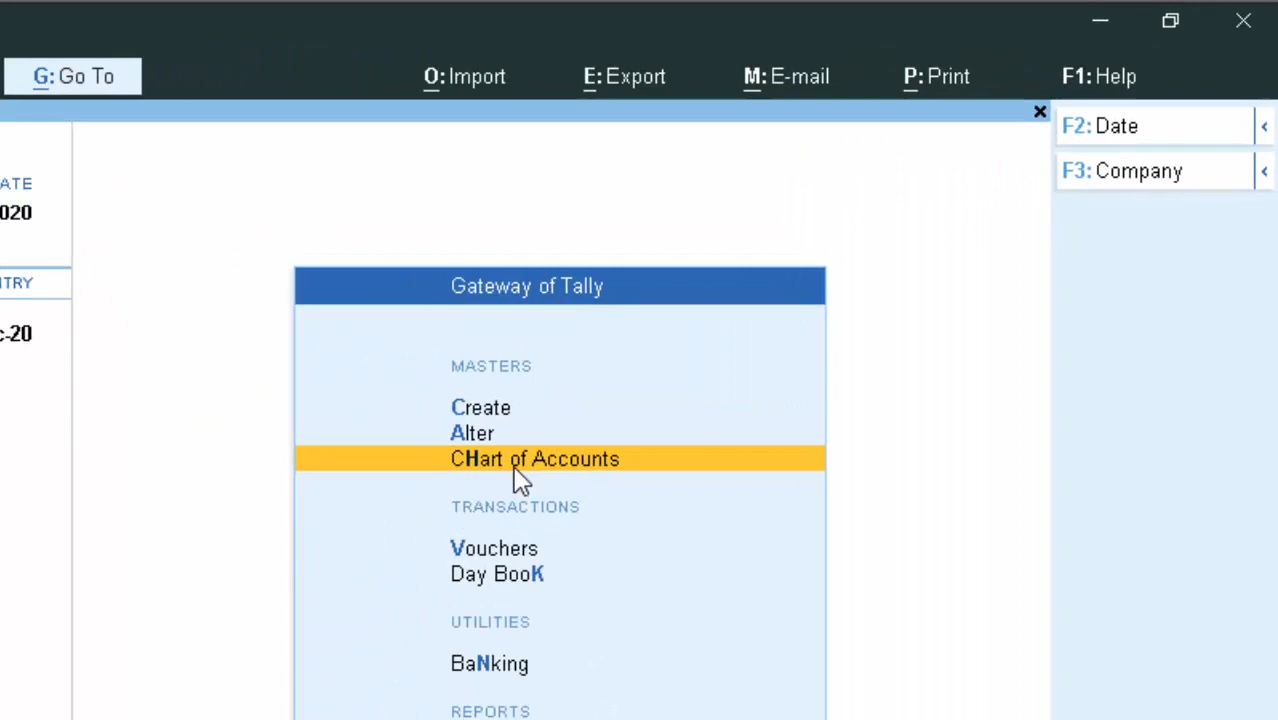 G: Go To
O: Import
E: Export
M: E-mail
P: Print
F1: Help
F2: Date
F3: Company
ATE
020
NTRY
c-20
Gateway of Tally
MASTERS
Create
Alter
CHart of Accounts
TRANSACTIONS
Vouchers
Day BooK
UTILITIES
BaNking
REPORTS